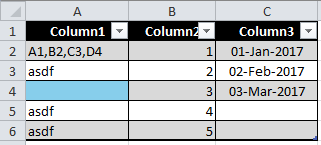 A B C
1 Column1 Column2 Column3
2 A1,B2,C3,D4 1 01-Jan-2017
3 asdf 2 02-Feb-2017
4 3 03-Mar-2017
5 asdf 4
6 asdf 5